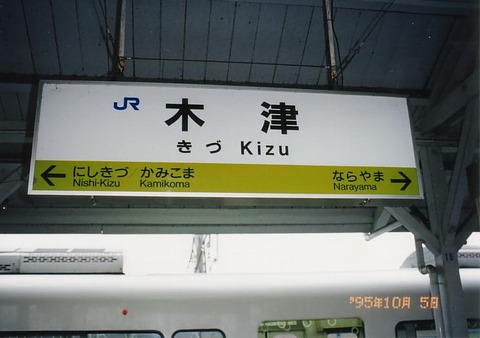 JR 木津
きづ Kizu
← にしきづ/かみこま ならやま →
Nishi-Kizu Kamikoma Narayama
'95年10月 5日